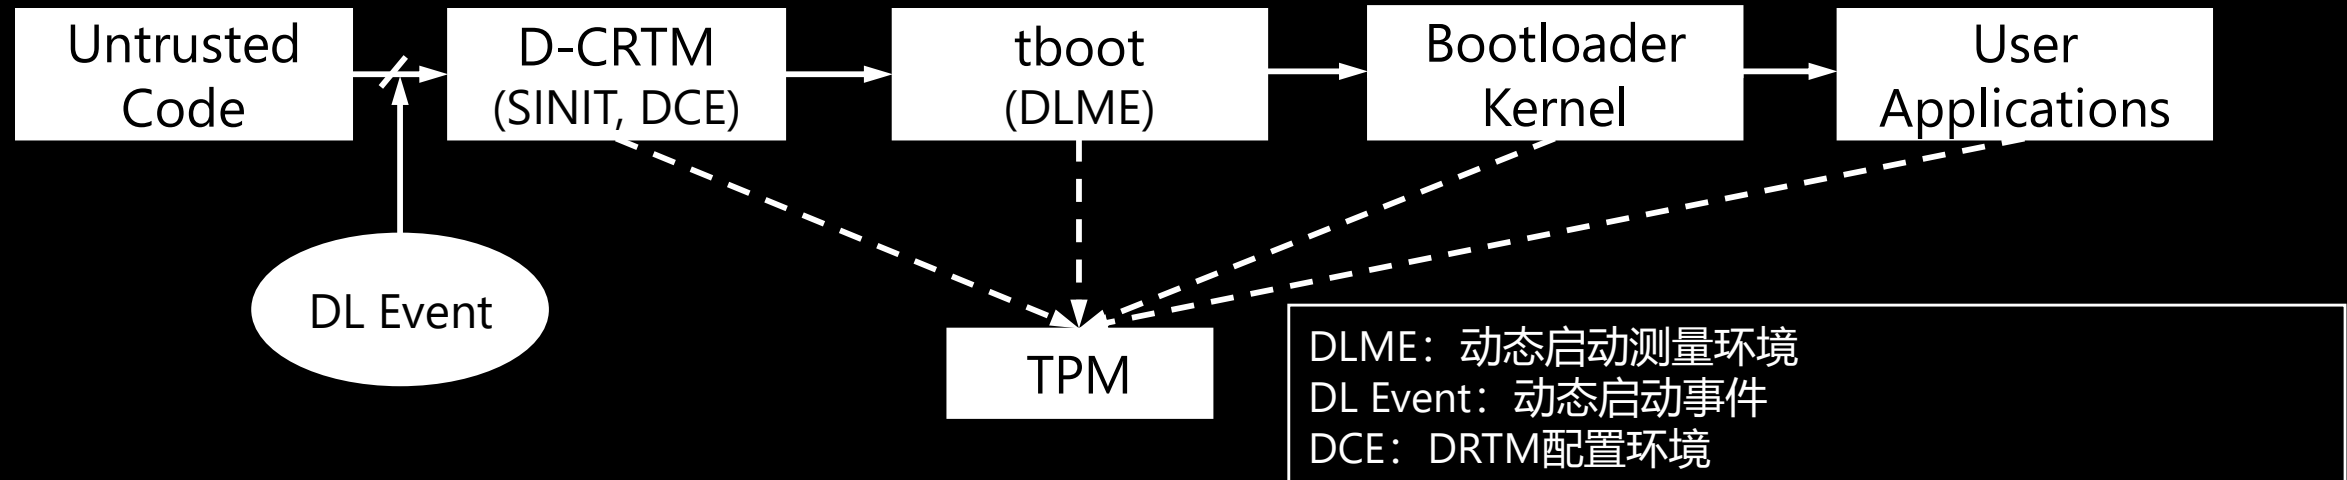 Untrusted
Code
D-CRTM
(SINIT, DCE)
tboot
(DLME)
Bootloader
Kernel
User
Applications
DL Event
TPM
DLME：动态启动测量环境
DL Event：动态启动事件
DCE：DRTM配置环境